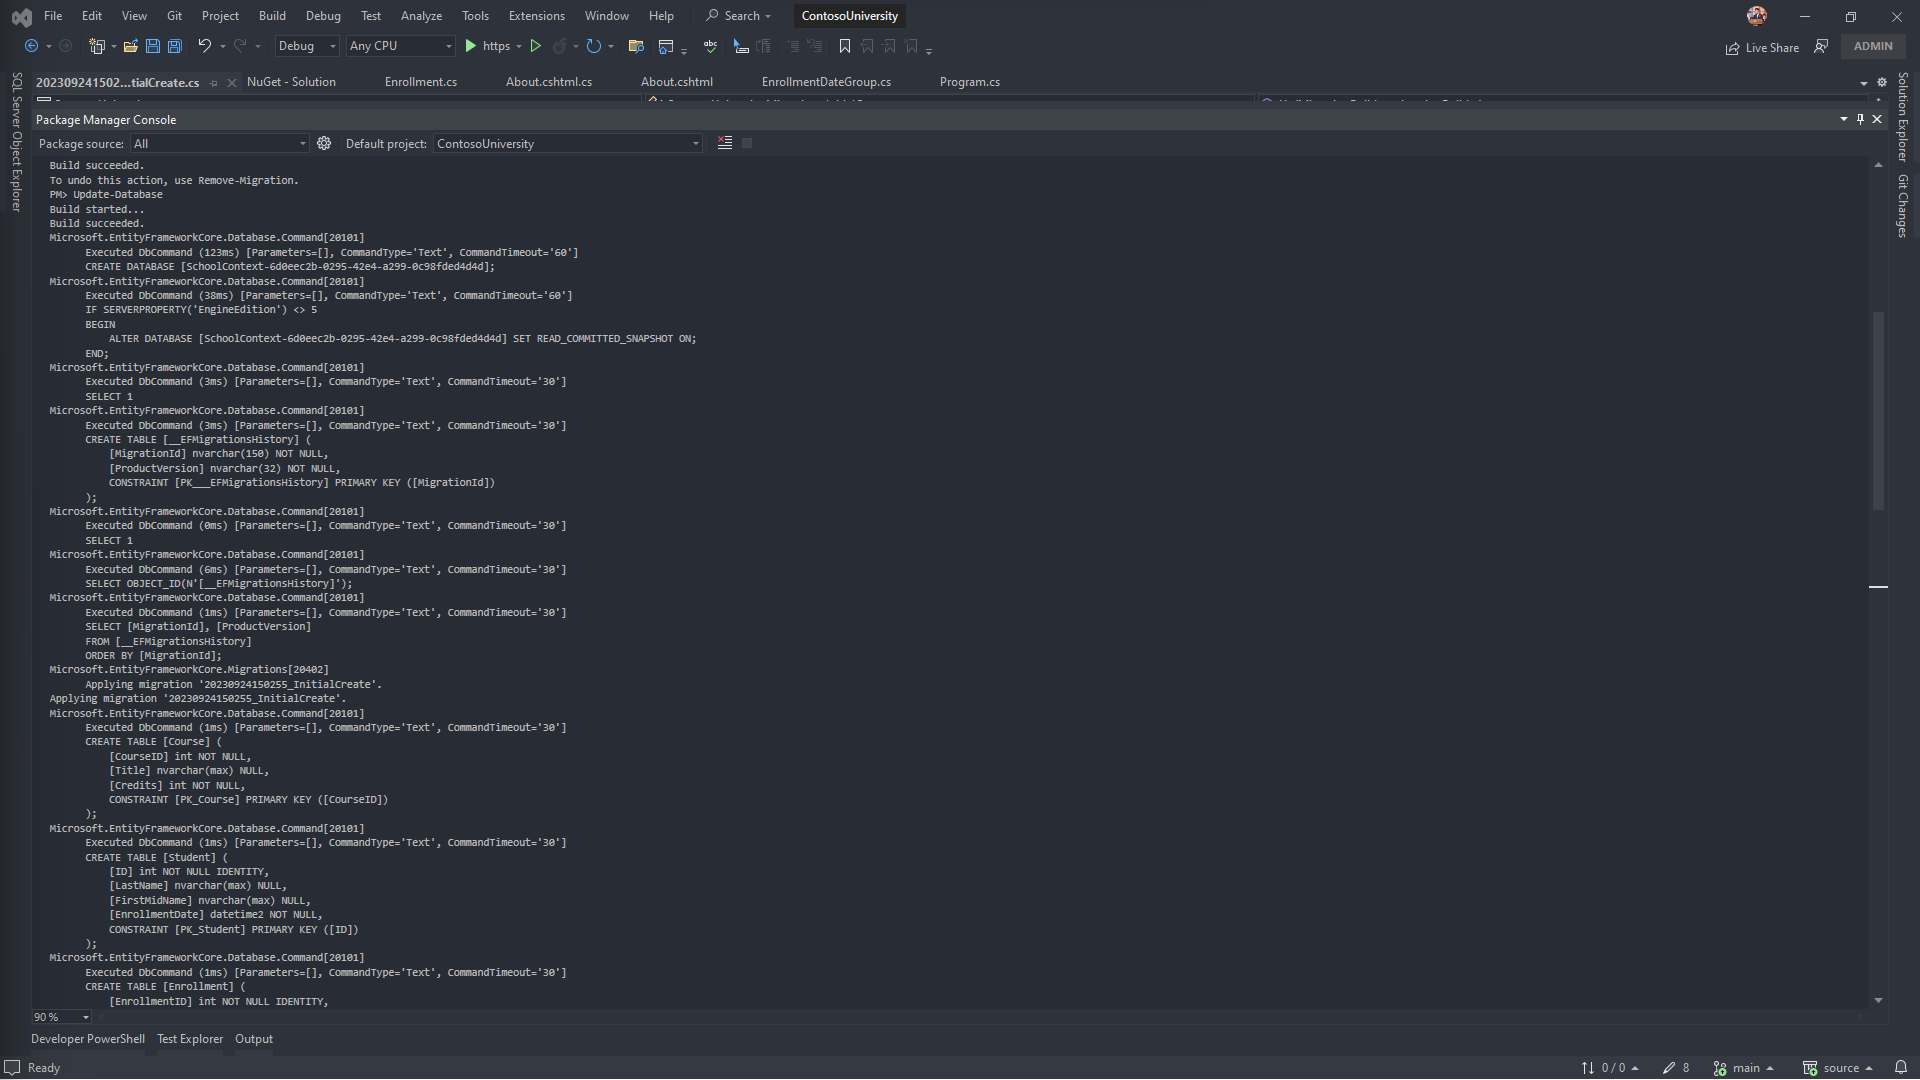 File Edit View Git Project Build Debug Test Analyze Tools Extensions Window Help Search ContosoUniversity
Debug Any CPU https Live Share ADMIN
202309241502...tialCreate.cs NuGet - Solution Enrollment.cs About.cshtml.cs About.cshtml EnrollmentDateGroup.cs Program.cs
SQL Server Object Explorer
Solution Explorer
Git Changes
Package Manager Console
Package source: All Default project: ContosoUniversity
Build succeeded.
To undo this action, use Remove-Migration.
PM> Update-Database
Build started...
Build succeeded.
Microsoft.EntityFrameworkCore.Database.Command[20101]
Executed DbCommand (123ms) [Parameters=[], CommandType='Text', CommandTimeout='60']
CREATE DATABASE [SchoolContext-6d0eec2b-0295-42e4-a299-0c98fded4d4d];
Microsoft.EntityFrameworkCore.Database.Command[20101]
Executed DbCommand (38ms) [Parameters=[], CommandType='Text', CommandTimeout='60']
IF SERVERPROPERTY('EngineEdition') <> 5
BEGIN
ALTER DATABASE [SchoolContext-6d0eec2b-0295-42e4-a299-0c98fded4d4d] SET READ_COMMITTED_SNAPSHOT ON;
END;
Microsoft.EntityFrameworkCore.Database.Command[20101]
Executed DbCommand (3ms) [Parameters=[], CommandType='Text', CommandTimeout='30']
SELECT 1
Microsoft.EntityFrameworkCore.Database.Command[20101]
Executed DbCommand (3ms) [Parameters=[], CommandType='Text', CommandTimeout='30']
CREATE TABLE [__EFMigrationsHistory] (
[MigrationId] nvarchar(150) NOT NULL,
[ProductVersion] nvarchar(32) NOT NULL,
CONSTRAINT [PK___EFMigrationsHistory] PRIMARY KEY ([MigrationId])
);
Microsoft.EntityFrameworkCore.Database.Command[20101]
Executed DbCommand (0ms) [Parameters=[], CommandType='Text', CommandTimeout='30']
SELECT 1
Microsoft.EntityFrameworkCore.Database.Command[20101]
Executed DbCommand (6ms) [Parameters=[], CommandType='Text', CommandTimeout='30']
SELECT OBJECT_ID(N'[__EFMigrationsHistory]');
Microsoft.EntityFrameworkCore.Database.Command[20101]
Executed DbCommand (1ms) [Parameters=[], CommandType='Text', CommandTimeout='30']
SELECT [MigrationId], [ProductVersion]
FROM [__EFMigrationsHistory]
ORDER BY [MigrationId];
Microsoft.EntityFrameworkCore.Migrations[20402]
Applying migration '20230924150255_InitialCreate'.
Applying migration '20230924150255_InitialCreate'.
Microsoft.EntityFrameworkCore.Database.Command[20101]
Executed DbCommand (1ms) [Parameters=[], CommandType='Text', CommandTimeout='30']
CREATE TABLE [Course] (
[CourseID] int NOT NULL,
[Title] nvarchar(max) NULL,
[Credits] int NOT NULL,
CONSTRAINT [PK_Course] PRIMARY KEY ([CourseID])
);
Microsoft.EntityFrameworkCore.Database.Command[20101]
Executed DbCommand (1ms) [Parameters=[], CommandType='Text', CommandTimeout='30']
CREATE TABLE [Student] (
[ID] int NOT NULL IDENTITY,
[LastName] nvarchar(max) NULL,
[FirstMidName] nvarchar(max) NULL,
[EnrollmentDate] datetime2 NOT NULL,
CONSTRAINT [PK_Student] PRIMARY KEY ([ID])
);
Microsoft.EntityFrameworkCore.Database.Command[20101]
Executed DbCommand (1ms) [Parameters=[], CommandType='Text', CommandTimeout='30']
CREATE TABLE [Enrollment] (
[EnrollmentID] int NOT NULL IDENTITY,
90 %
Developer PowerShell Test Explorer Output
Ready 0 / 0 8 main source